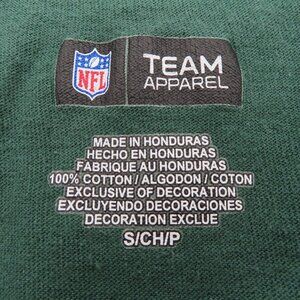 NFL
TEAM
APPAREL
MADE IN HONDURAS
HECHO EN HONDURAS
FABRIQUE AU HONDURAS
100% COTTON / ALGODON / COTON
EXCLUSIVE OF DECORATION
EXCLUYENDO DECORACIONES
DECORATION EXCLUE
S/CH/P